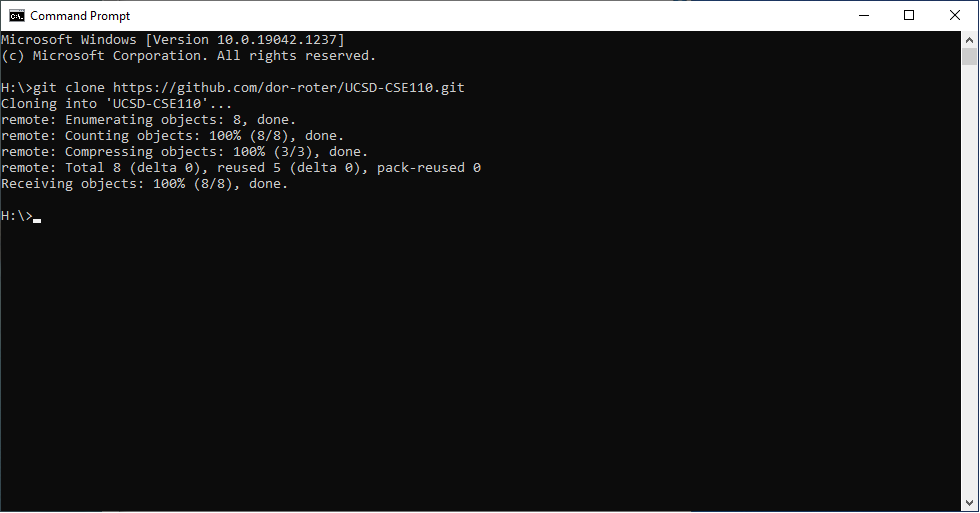 Command Prompt
Microsoft Windows [Version 10.0.19042.1237]
(c) Microsoft Corporation. All rights reserved.
H:\>git clone https://github.com/dor-roter/UCSD-CSE110.git
Cloning into 'UCSD-CSE110'...
remote: Enumerating objects: 8, done.
remote: Counting objects: 100% (8/8), done.
remote: Compressing objects: 100% (3/3), done.
remote: Total 8 (delta 0), reused 5 (delta 0), pack-reused 0
Receiving objects: 100% (8/8), done.
H:\>